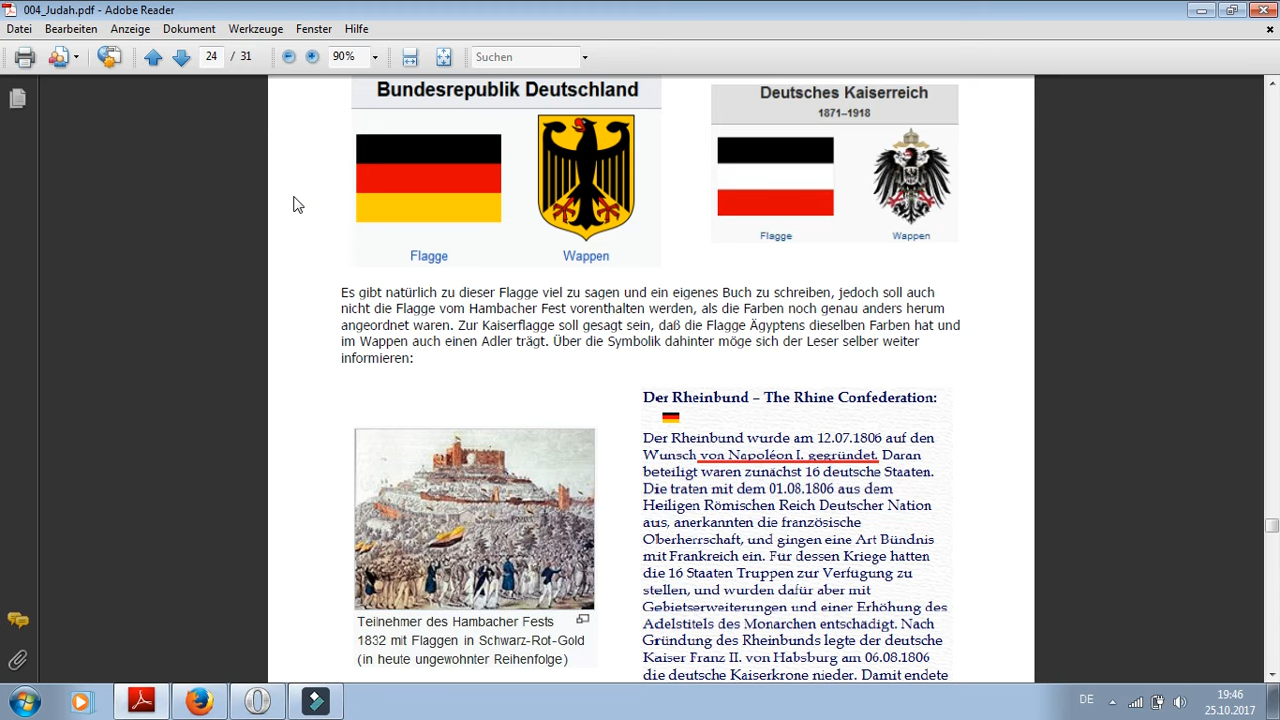 004_Judah.pdf - Adobe Reader
Datei Bearbeiten Anzeige Dokument Werkzeuge Fenster Hilfe
24 / 31 90% Suchen
Bundesrepublik Deutschland
Flagge Wappen
Deutsches Kaiserreich
1871–1918
Flagge Wappen
Es gibt natürlich zu dieser Flagge viel zu sagen und ein eigenes Buch zu schreiben, jedoch soll auch
nicht die Flagge vom Hambacher Fest vorenthalten werden, als die Farben noch genau anders herum
angeordnet waren. Zur Kaiserflagge soll gesagt sein, daß die Flagge Ägyptens dieselben Farben hat und
im Wappen auch einen Adler trägt. Über die Symbolik dahinter möge sich der Leser selber weiter
informieren:
Teilnehmer des Hambacher Fests
1832 mit Flaggen in Schwarz-Rot-Gold
(in heute ungewohnter Reihenfolge)
Der Rheinbund – The Rhine Confederation:
Der Rheinbund wurde am 12.07.1806 auf den
Wunsch von Napoléon I. gegründet. Daran
beteiligt waren zunächst 16 deutsche Staaten.
Die traten mit dem 01.08.1806 aus dem
Heiligen Römischen Reich Deutscher Nation
aus, anerkannten die französische
Oberherrschaft, und gingen eine Art Bündnis
mit Frankreich ein. Für dessen Kriege hatten
die 16 Staaten Truppen zur Verfügung zu
stellen, und wurden dafür aber mit
Gebietserweiterungen und einer Erhöhung des
Adelstitels des Monarchen entschädigt. Nach
Gründung des Rheinbunds legte der deutsche
Kaiser Franz II. von Habsburg am 06.08.1806
die deutsche Kaiserkrone nieder. Damit endete
DE
19:46
25.10.2017